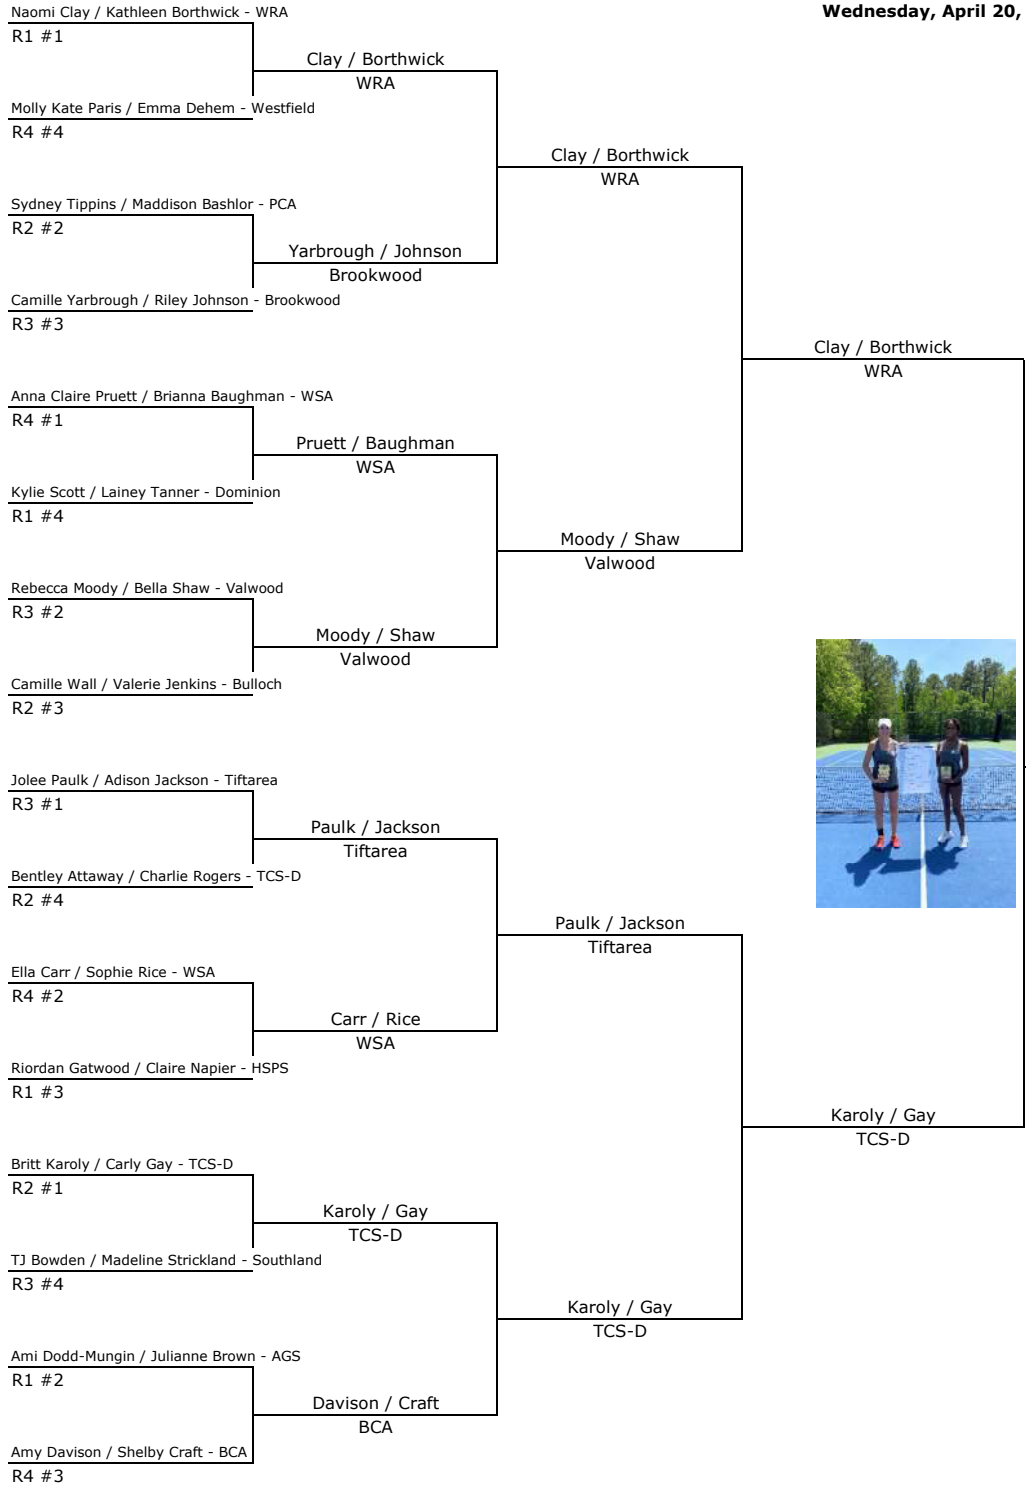 Naomi Clay / Kathleen Borthwick - WRA
Wednesday, April 20,
R1 #1
Clay / Borthwick
WRA
Molly Kate Paris / Emma Dehem - Westfield
R4 #4
Clay / Borthwick
WRA
Sydney Tippins / Maddison Bashlor - PCA
R2 #2
Yarbrough / Johnson
Brookwood
Camille Yarbrough / Riley Johnson - Brookwood
R3 #3
Clay / Borthwick
WRA
Anna Claire Pruett / Brianna Baughman - WSA
R4 #1
Pruett / Baughman
WSA
Kylie Scott / Lainey Tanner - Dominion
R1 #4
Moody / Shaw
Valwood
Rebecca Moody / Bella Shaw - Valwood
R3 #2
Moody / Shaw
Valwood
Camille Wall / Valerie Jenkins - Bulloch
R2 #3
Jolee Paulk / Adison Jackson - Tiftarea
R3 #1
Paulk / Jackson
Tiftarea
Bentley Attaway / Charlie Rogers - TCS-D
R2 #4
Paulk / Jackson
Tiftarea
Ella Carr / Sophie Rice - WSA
R4 #2
Carr / Rice
WSA
Riordan Gatwood / Claire Napier - HSPS
R1 #3
Karoly / Gay
TCS-D
Britt Karoly / Carly Gay - TCS-D
R2 #1
Karoly / Gay
TCS-D
TJ Bowden / Madeline Strickland - Southland
R3 #4
Karoly / Gay
TCS-D
Ami Dodd-Mungin / Julianne Brown - AGS
R1 #2
Davison / Craft
BCA
Amy Davison / Shelby Craft - BCA
R4 #3